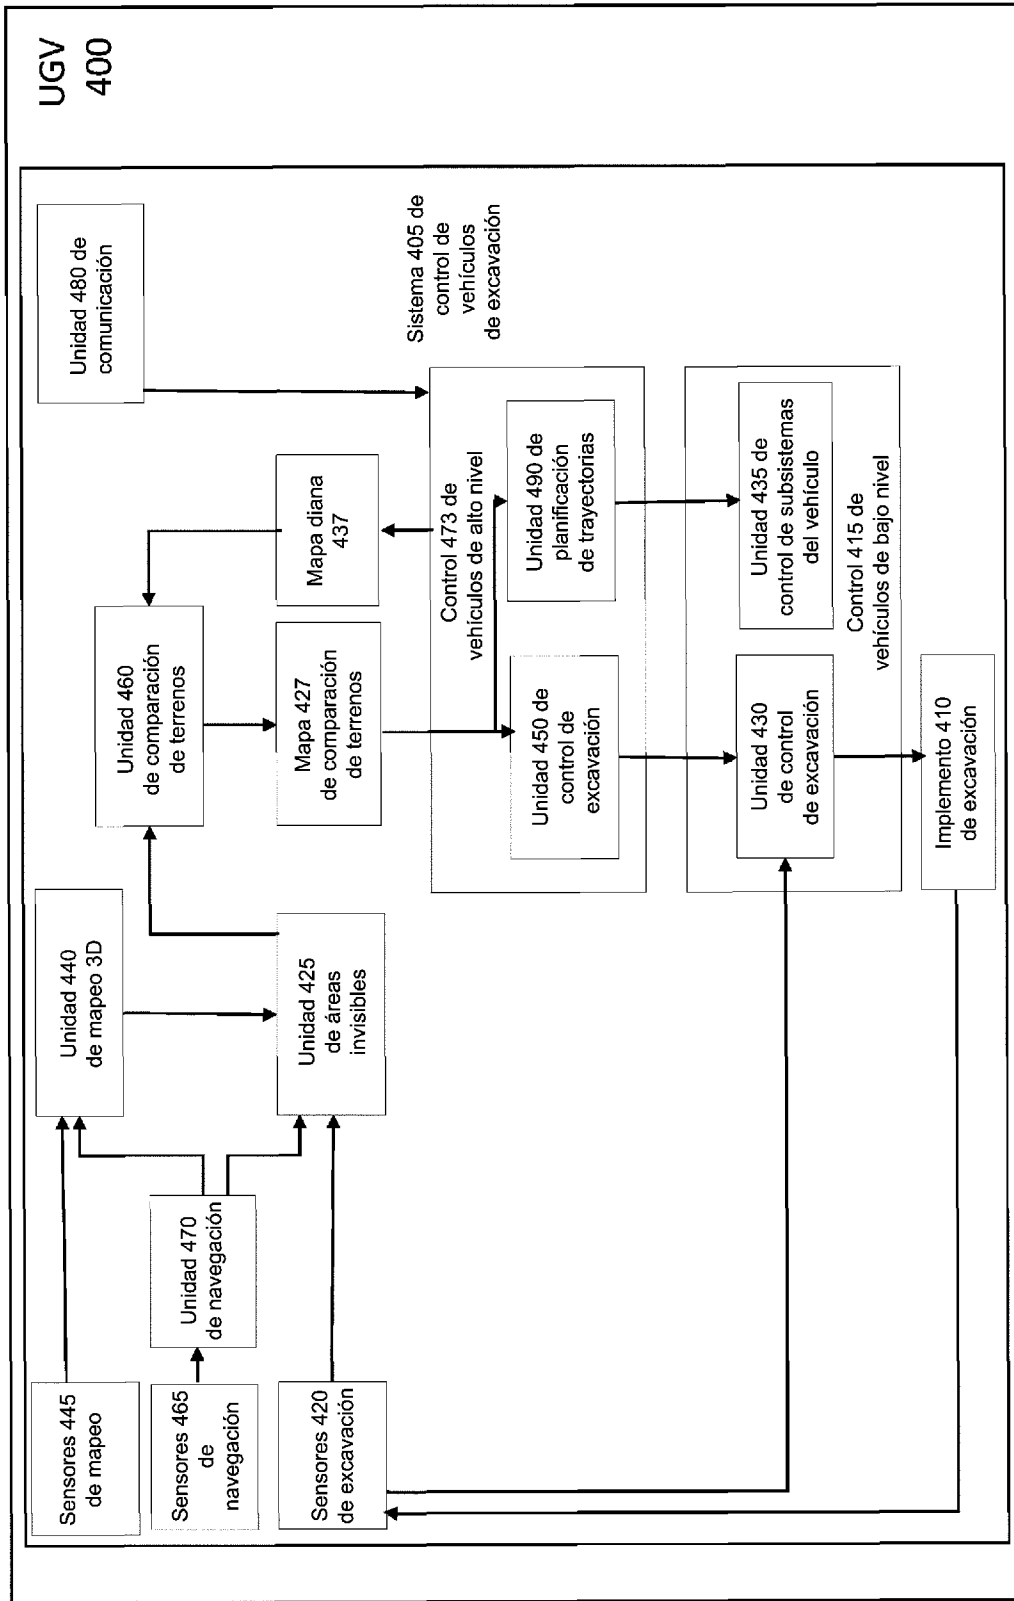 UGV
400
Sensores 445
de mapeo
Unidad 440
de mapeo 3D
Unidad 480 de
comunicación
Sensores 465
de
navegación
Unidad 470
de navegación
Unidad 460
de comparación
de terrenos
Sensores 420
de excavación
Unidad 425
de áreas
invisibles
Mapa 427
de comparación
de terrenos
Mapa diana
437
Sistema 405 de
control de
vehículos
de excavación
Control 473 de
vehículos de alto nivel
Unidad 450 de
control de
excavación
Unidad 490 de
planificación
de trayectorias
Unidad 430
de control
de excavación
Unidad 435 de
control de subsistemas
del vehículo
Control 415 de
vehículos de bajo nivel
Implemento 410
de excavación